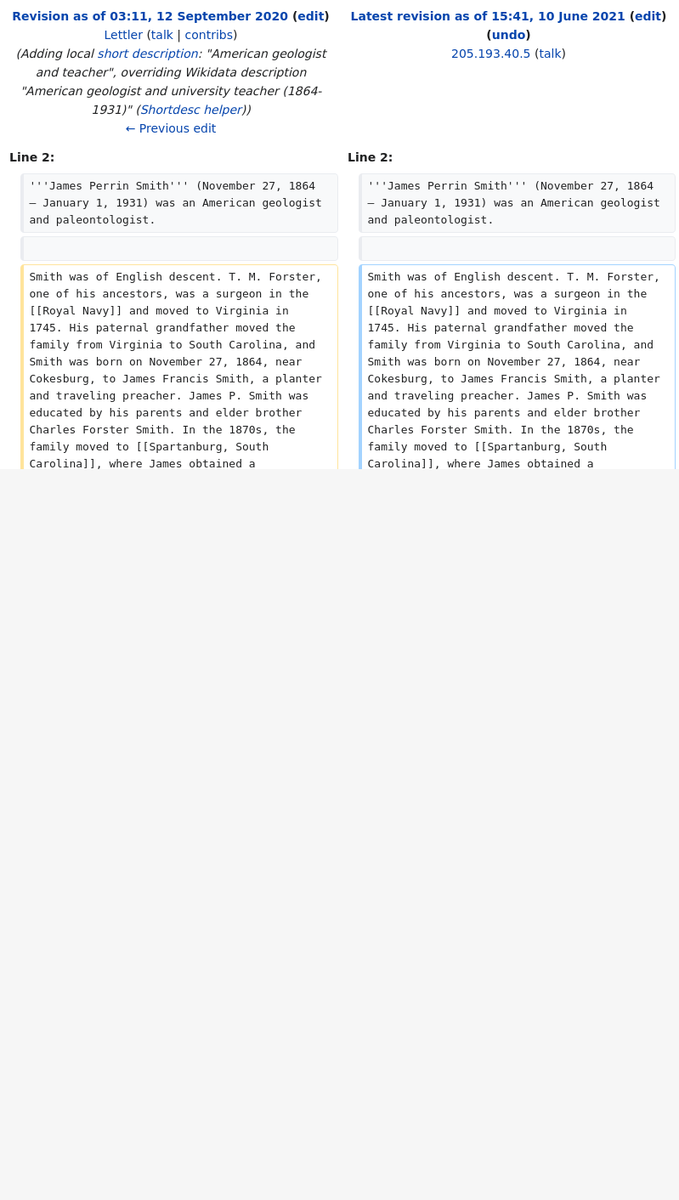 Revision as of 03:11, 12 September 2020 (edit)
Lettler (talk | contribs)
(Adding local short description: "American geologist
and teacher", overriding Wikidata description
"American geologist and university teacher (1864-
1931)" (Shortdesc helper))
← Previous edit
Latest revision as of 15:41, 10 June 2021 (edit)
(undo)
205.193.40.5 (talk)
Line 2:
'''James Perrin Smith''' (November 27, 1864
– January 1, 1931) was an American geologist
and paleontologist.
Smith was of English descent. T. M. Forster,
one of his ancestors, was a surgeon in the
[[Royal Navy]] and moved to Virginia in
1745. His paternal grandfather moved the
family from Virginia to South Carolina, and
Smith was born on November 27, 1864, near
Cokesburg, to James Francis Smith, a planter
and traveling preacher. James P. Smith was
educated by his parents and elder brother
Charles Forster Smith. In the 1870s, the
family moved to [[Spartanburg, South
Carolina]], where James obtained a
Line 2:
'''James Perrin Smith''' (November 27, 1864
– January 1, 1931) was an American geologist
and paleontologist.
Smith was of English descent. T. M. Forster,
one of his ancestors, was a surgeon in the
[[Royal Navy]] and moved to Virginia in
1745. His paternal grandfather moved the
family from Virginia to South Carolina, and
Smith was born on November 27, 1864, near
Cokesburg, to James Francis Smith, a planter
and traveling preacher. James P. Smith was
educated by his parents and elder brother
Charles Forster Smith. In the 1870s, the
family moved to [[Spartanburg, South
Carolina]], where James obtained a